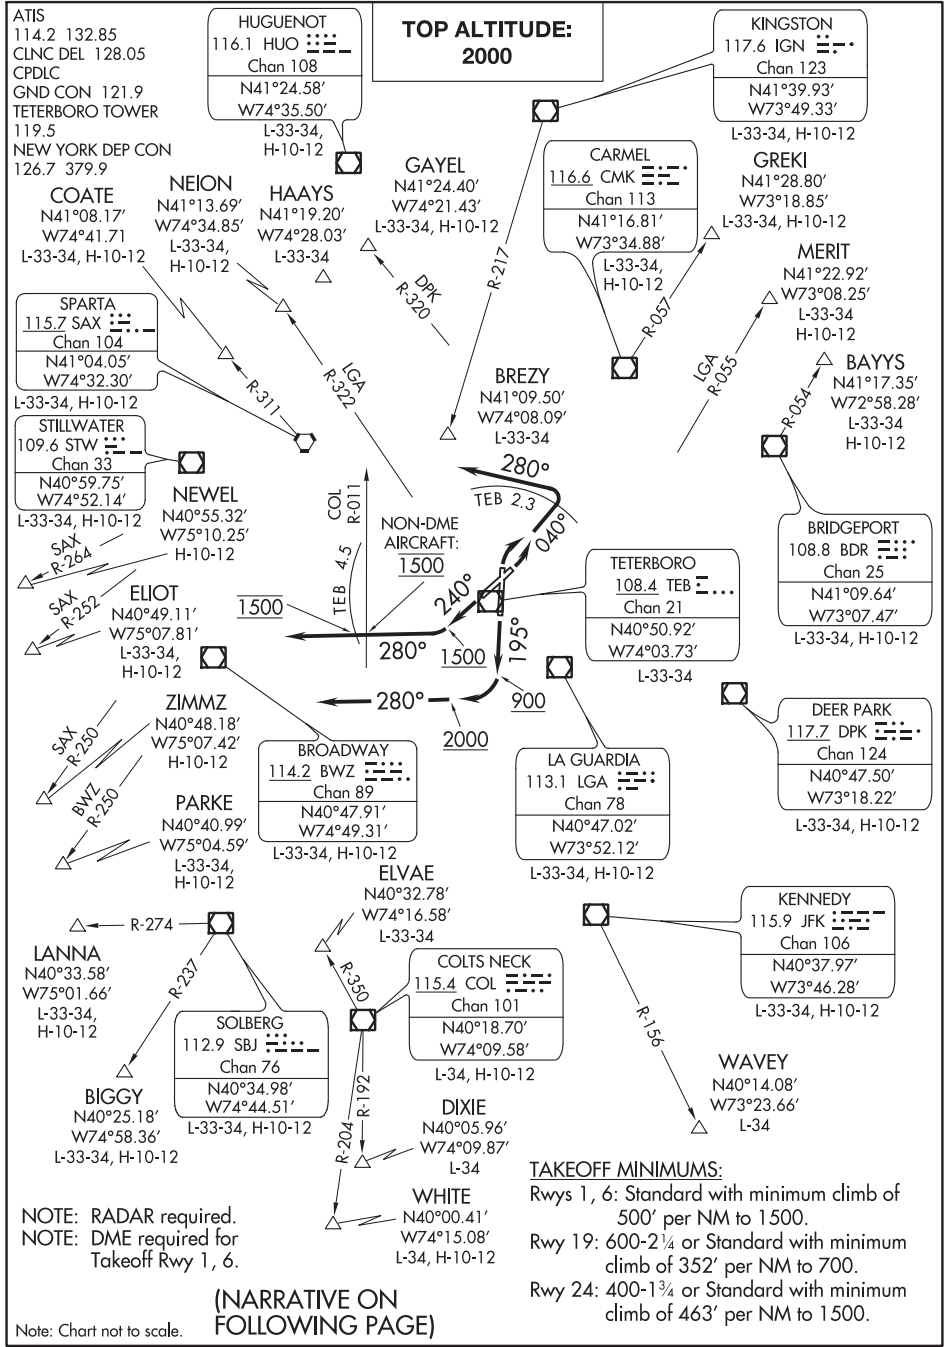 ATIS
114.2 132.85
CLNC DEL 128.05
CPDLC
GND CON 121.9
TETERBORO TOWER
119.5
NEW YORK DEP CON
126.7 379.9
HUGUENOT
116.1 HUO
Chan 108
N41°24.58′
W74°35.50′
L-33-34,
H-10-12
TOP ALTITUDE:
2000
KINGSTON
117.6 IGN
Chan 123
N41°39.93′
W73°49.33′
L-33-34, H-10-12
COATE
N41°08.17′
W74°41.71
L-33-34, H-10-12
NEION
N41°13.69′
W74°34.85′
L-33-34,
H-10-12
HAAYS
N41°19.20′
W74°28.03′
L-33-34
GAYEL
N41°24.40′
W74°21.43′
L-33-34, H-10-12
DPK
R-320
R-217
CARMEL
116.6 CMK
Chan 113
N41°16.81′
W73°34.88′
L-33-34,
H-10-12
R-057
GREKI
N41°28.80′
W73°18.85′
L-33-34, H-10-12
MERIT
N41°22.92′
W73°08.25′
L-33-34
H-10-12
LGA
R-055
BAYYS
N41°17.35′
W72°58.28′
L-33-34
H-10-12
R-054
SPARTA
115.7 SAX
Chan 104
N41°04.05′
W74°32.30′
L-33-34, H-10-12
R-311
LGA
R-322
BREZY
N41°09.50′
W74°08.09′
L-33-34
STILLWATER
109.6 STW
Chan 33
N40°59.75′
W74°52.14′
L-33-34, H-10-12
NEWEL
N40°55.32′
W75°10.25′
H-10-12
SAX
R-264
COL
R-011
NON-DME
AIRCRAFT:
1500
280°
TEB 2.3
040°
TEB 4.5
240°
195°
1500
280°
1500
900
280°
2000
TETERBORO
108.4 TEB
Chan 21
N40°50.92′
W74°03.73′
L-33-34
BRIDGEPORT
108.8 BDR
Chan 25
N41°09.64′
W73°07.47′
L-33-34, H-10-12
SAX
R-252
ELIOT
N40°49.11′
W75°07.81′
L-33-34,
H-10-12
ZIMMZ
N40°48.18′
W75°07.42′
H-10-12
SAX
R-250
BWZ
R-250
PARKE
N40°40.99′
W75°04.59′
L-33-34,
H-10-12
BROADWAY
114.2 BWZ
Chan 89
N40°47.91′
W74°49.31′
L-33-34, H-10-12
LA GUARDIA
113.1 LGA
Chan 78
N40°47.02′
W73°52.12′
L-33-34, H-10-12
DEER PARK
117.7 DPK
Chan 124
N40°47.50′
W73°18.22′
L-33-34, H-10-12
ELVAE
N40°32.78′
W74°16.58′
L-33-34
R-350
KENNEDY
115.9 JFK
Chan 106
N40°37.97′
W73°46.28′
L-33-34, H-10-12
R-274
LANNA
N40°33.58′
W75°01.66′
L-33-34,
H-10-12
R-237
SOLBERG
112.9 SBJ
Chan 76
N40°34.98′
W74°44.51′
L-33-34, H-10-12
COLTS NECK
115.4 COL
Chan 101
N40°18.70′
W74°09.58′
L-34, H-10-12
R-156
WAVEY
N40°14.08′
W73°23.66′
L-34
BIGGY
N40°25.18′
W74°58.36′
L-33-34, H-10-12
R-192
R-204
DIXIE
N40°05.96′
W74°09.87′
L-34
WHITE
N40°00.41′
W74°15.08′
L-34, H-10-12
TAKEOFF MINIMUMS:
Rwys 1, 6: Standard with minimum climb of
500′ per NM to 1500.
Rwy 19: 600-2¼ or Standard with minimum
climb of 352′ per NM to 700.
Rwy 24: 400-1¾ or Standard with minimum
climb of 463′ per NM to 1500.
NOTE: RADAR required.
NOTE: DME required for
Takeoff Rwy 1, 6.
(NARRATIVE ON
FOLLOWING PAGE)
Note: Chart not to scale.